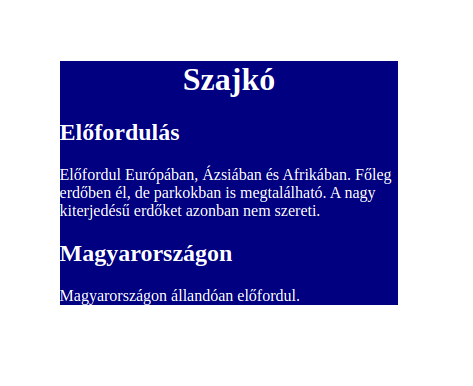 Szajkó
Előfordulás
Előfordul Európában, Ázsiában és Afrikában. Főleg
erdőben él, de parkokban is megtalálható. A nagy
kiterjedésű erdőket azonban nem szereti.
Magyarországon
Magyarországon állandóan előfordul.